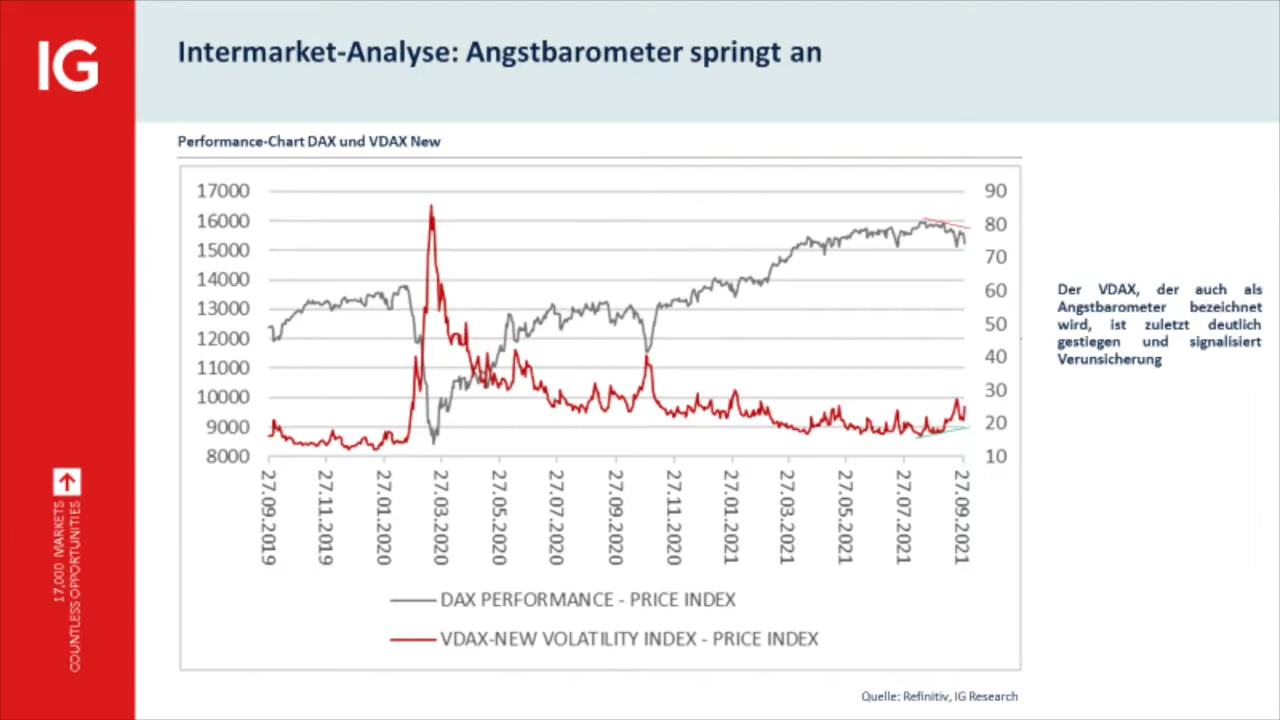 IG
Intermarket-Analyse: Angstbarometer springt an
Performance-Chart DAX und VDAX New
17000
16000
15000
14000
13000
12000
11000
10000
9000
8000
90
80
70
60
50
40
30
20
10
27.09.2019
27.11.2019
27.01.2020
27.03.2020
27.05.2020
27.07.2020
27.09.2020
27.11.2020
27.01.2021
27.03.2021
27.05.2021
27.07.2021
27.09.2021
DAX PERFORMANCE - PRICE INDEX
VDAX-NEW VOLATILITY INDEX - PRICE INDEX
Der VDAX, der auch als
Angstbarometer bezeichnet
wird, ist zuletzt deutlich
gestiegen und signalisiert
Verunsicherung
17,000 MARKETS
COUNTLESS OPPORTUNITIES
Quelle: Refinitiv, IG Research